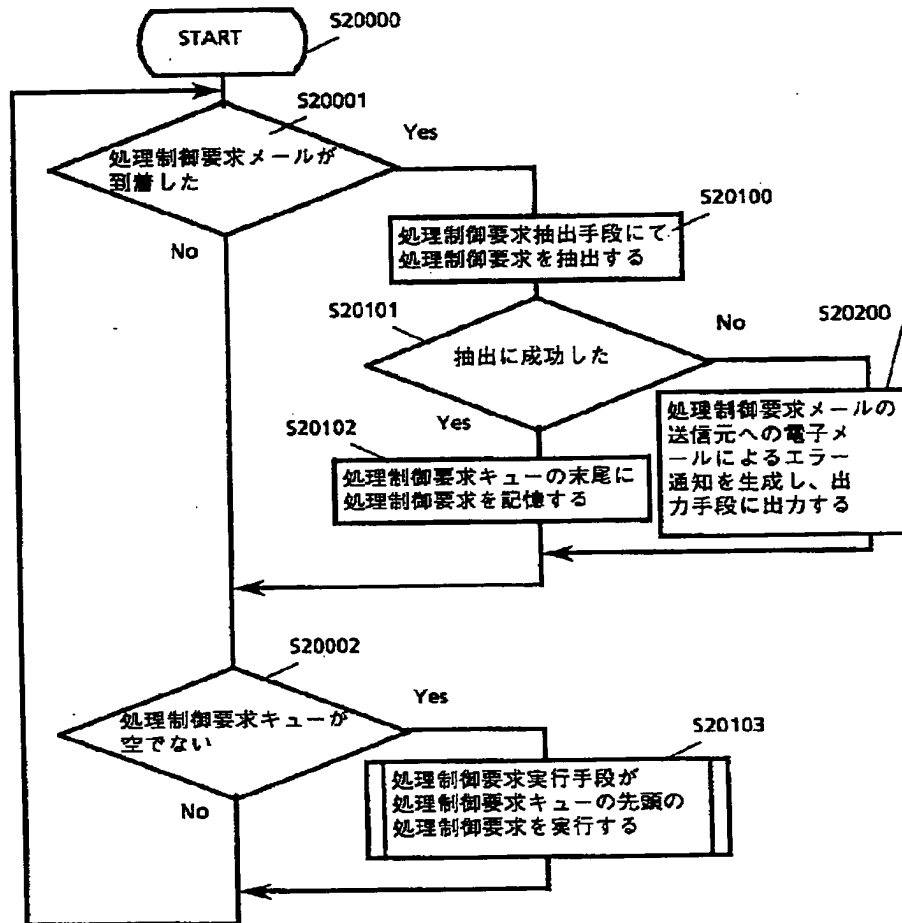 START
S20000
S20001
処理制御要求メールが
到着した
Yes
No
S20100
処理制御要求抽出手段にて
処理制御要求を抽出する
S20101
抽出に成功した
No
Yes
S20200
処理制御要求メールの
送信元への電子メ
ールによるエラー
通知を生成し、出
力手段に出力する
S20102
処理制御要求キューの末尾に
処理制御要求を記憶する
S20002
処理制御要求キューが
空でない
Yes
No
S20103
処理制御要求実行手段が
処理制御要求キューの先頭の
処理制御要求を実行する